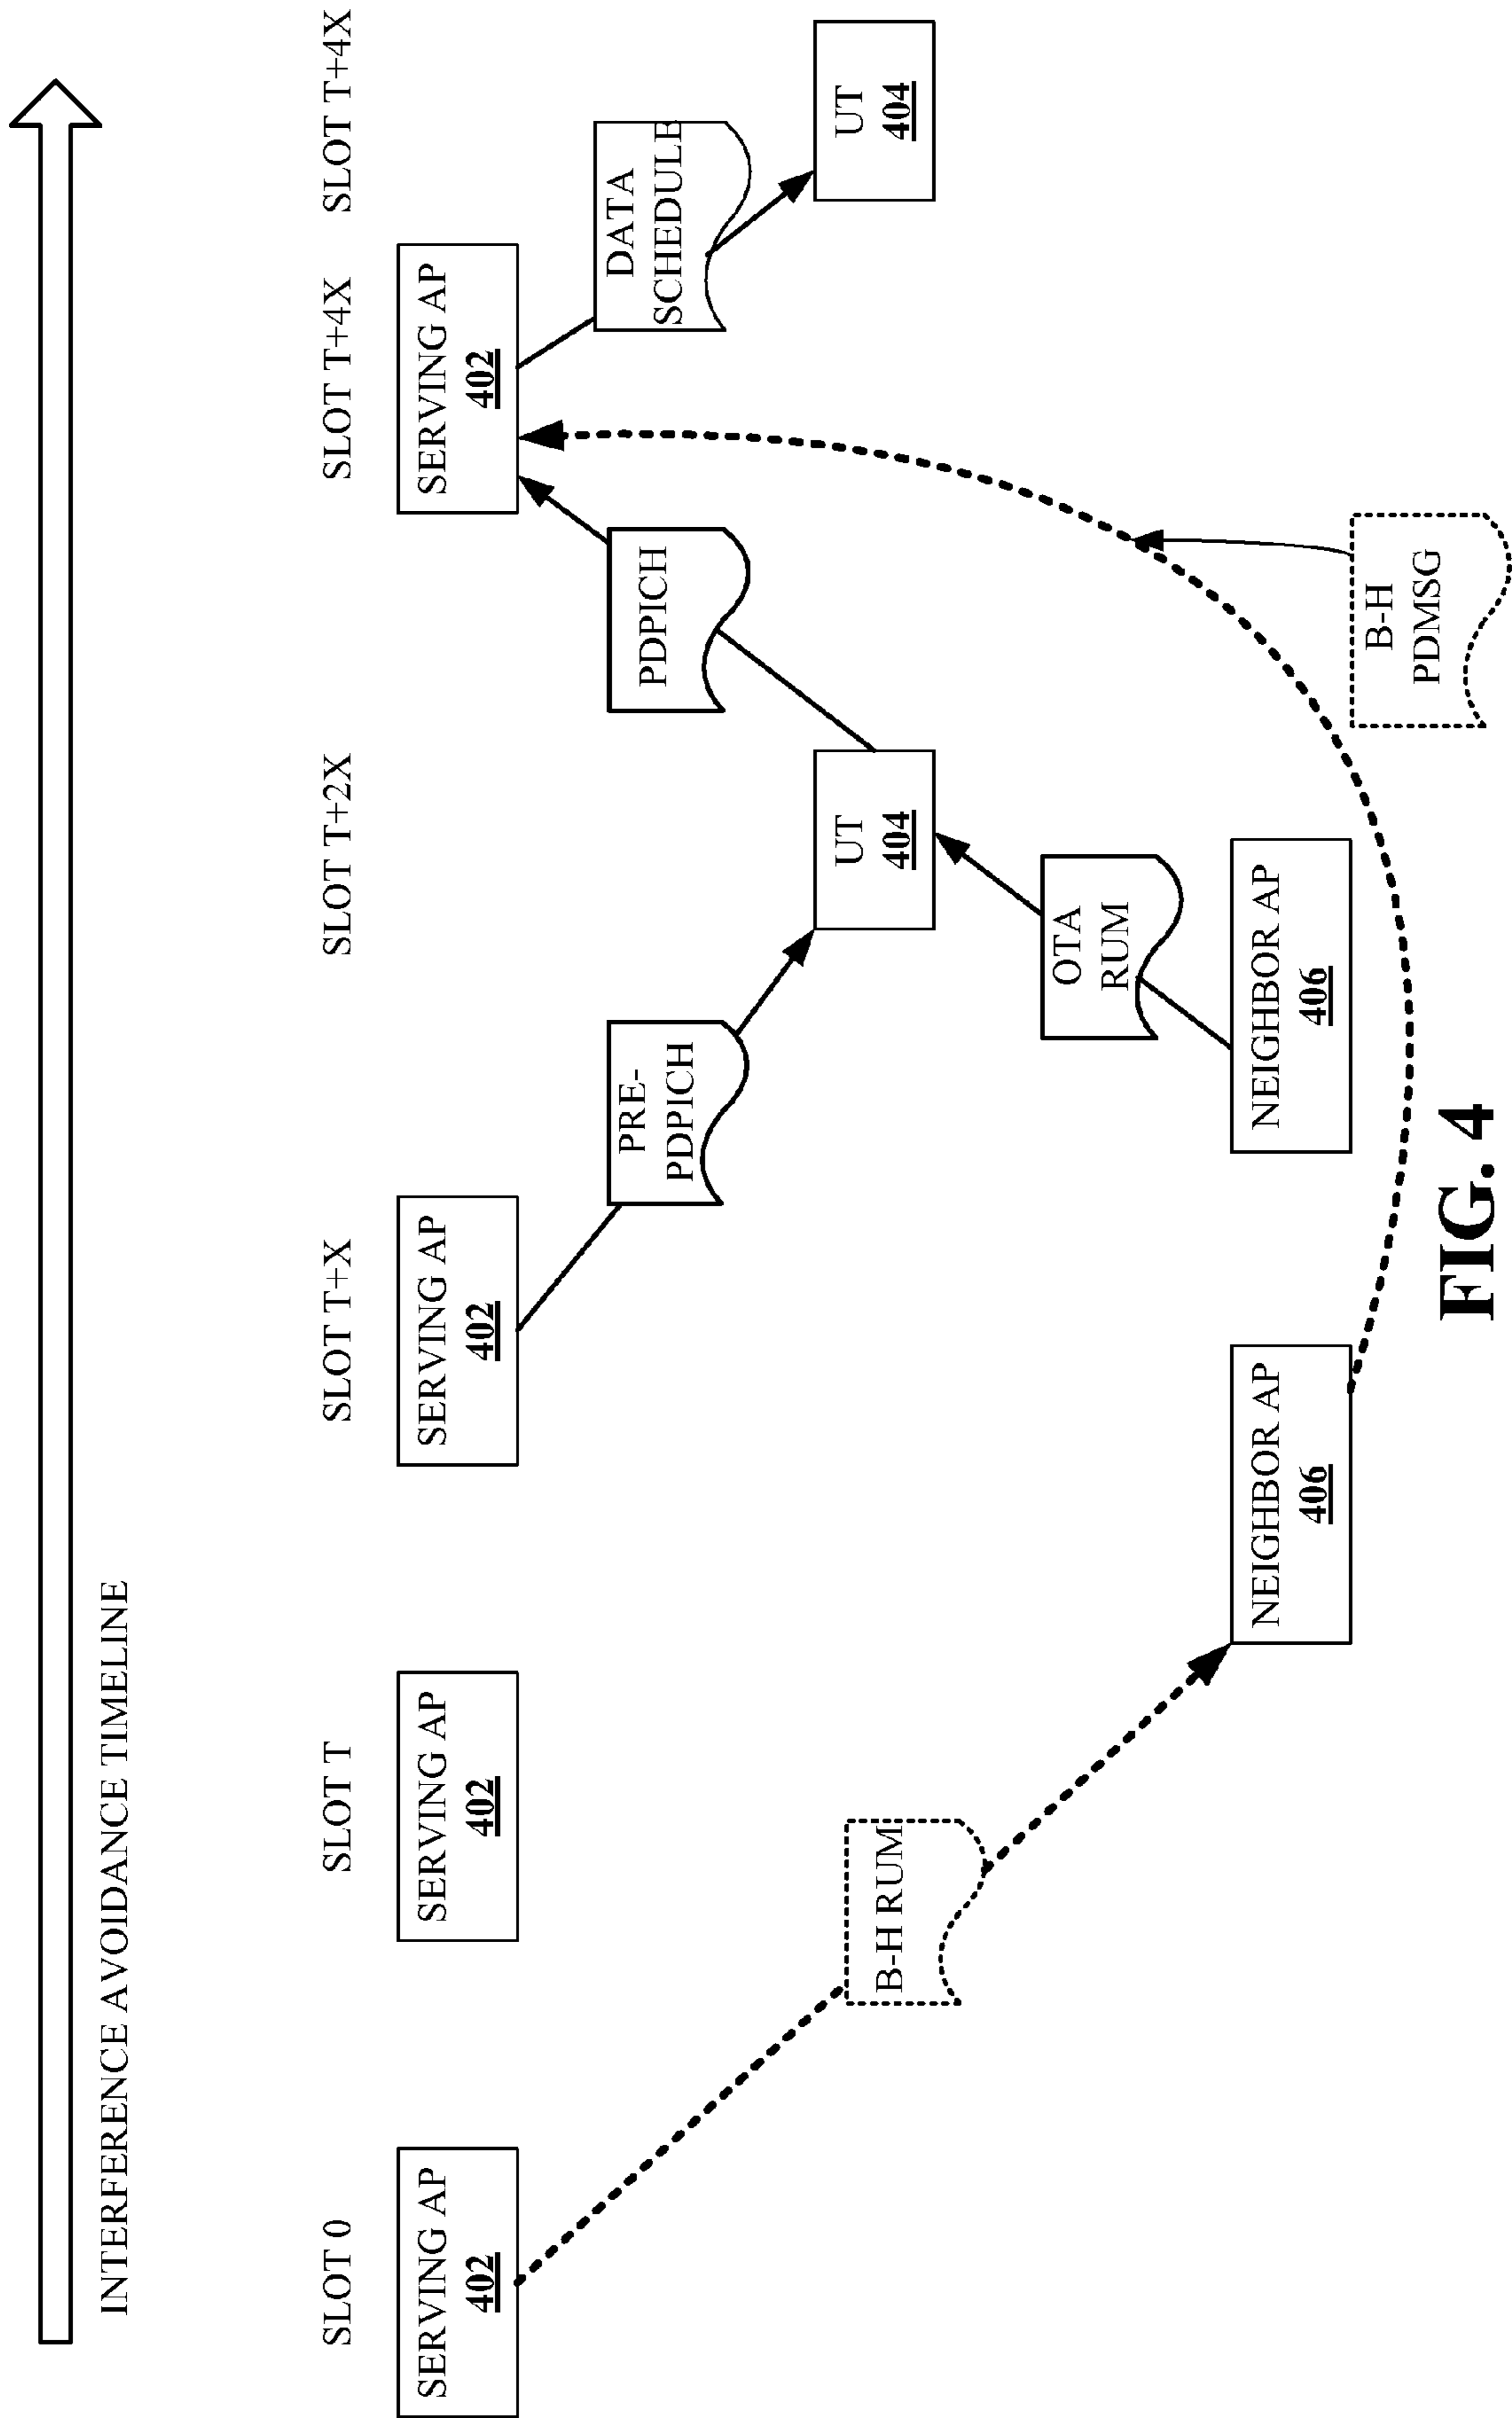 INTERFERENCE AVOIDANCE TIMELINE
SLOT 0
SLOT T
SLOT T+X
SLOT T+2X
SLOT T+4X
SLOT T+4X
SERVING AP
402
SERVING AP
402
SERVING AP
402
SERVING AP
402
PRE-
PDPICH
PDPICH
DATA
SCHEDULE
B-H RUM
UT
404
UT
404
OTA
RUM
NEIGHBOR AP
406
NEIGHBOR AP
406
B-H
PDMSG
FIG. 4